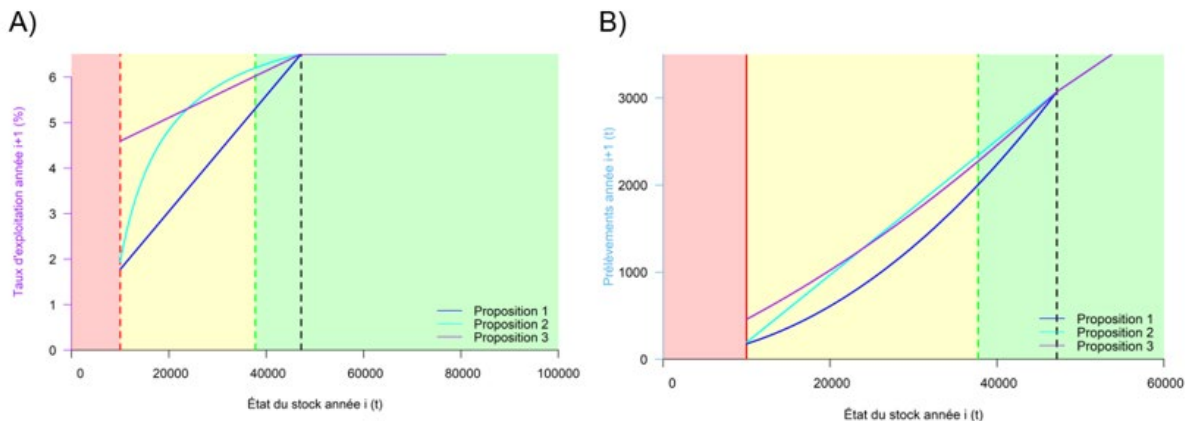 A)
Taux d'exploitation année i+1 (%)
6
5
4
3
2
1
0
Proposition 1
Proposition 2
Proposition 3
0 20000 40000 60000 80000 100000
État du stock année i (t)
B)
Prélèvements année i+1 (t)
3000
2000
1000
0
Proposition 1
Proposition 2
Proposition 3
0 20000 40000 60000
État du stock année i (t)